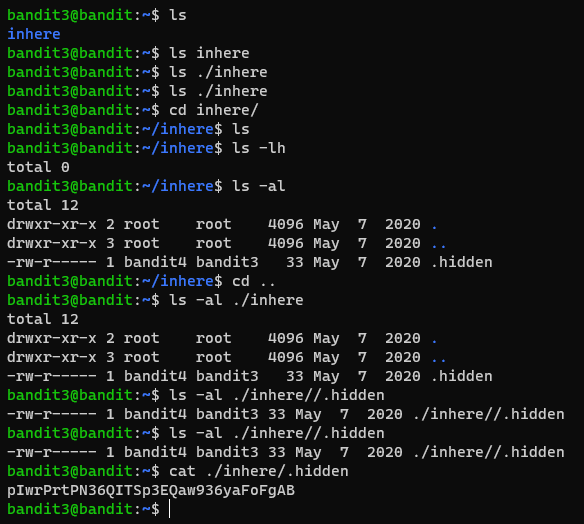 bandit3@bandit:~$ ls
inhere
bandit3@bandit:~$ ls inhere
bandit3@bandit:~$ ls ./inhere
bandit3@bandit:~$ ls ./inhere
bandit3@bandit:~$ cd inhere/
bandit3@bandit:~/inhere$ ls
bandit3@bandit:~/inhere$ ls -lh
total 0
bandit3@bandit:~/inhere$ ls -al
total 12
drwxr-xr-x 2 root    root    4096 May  7  2020 .
drwxr-xr-x 3 root    root    4096 May  7  2020 ..
-rw-r----- 1 bandit4 bandit3   33 May  7  2020 .hidden
bandit3@bandit:~/inhere$ cd ..
bandit3@bandit:~$ ls -al ./inhere
total 12
drwxr-xr-x 2 root    root    4096 May  7  2020 .
drwxr-xr-x 3 root    root    4096 May  7  2020 ..
-rw-r----- 1 bandit4 bandit3   33 May  7  2020 .hidden
bandit3@bandit:~$ ls -al ./inhere//.hidden
-rw-r----- 1 bandit4 bandit3 33 May  7  2020 ./inhere//.hidden
bandit3@bandit:~$ ls -al ./inhere//.hidden
-rw-r----- 1 bandit4 bandit3 33 May  7  2020 ./inhere//.hidden
bandit3@bandit:~$ cat ./inhere/.hidden
pIwrPrtPN36QITSp3EQaw936yaFoFgAB
bandit3@bandit:~$